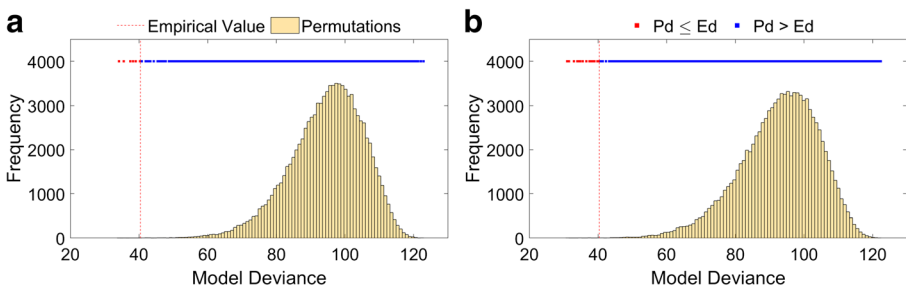 a
Empirical Value Permutations
Frequency
4000
3000
2000
1000
0
20 40 60 80 100 120
Model Deviance
b
Pd ≤ Ed Pd > Ed
Frequency
4000
3000
2000
1000
0
20 40 60 80 100 120
Model Deviance